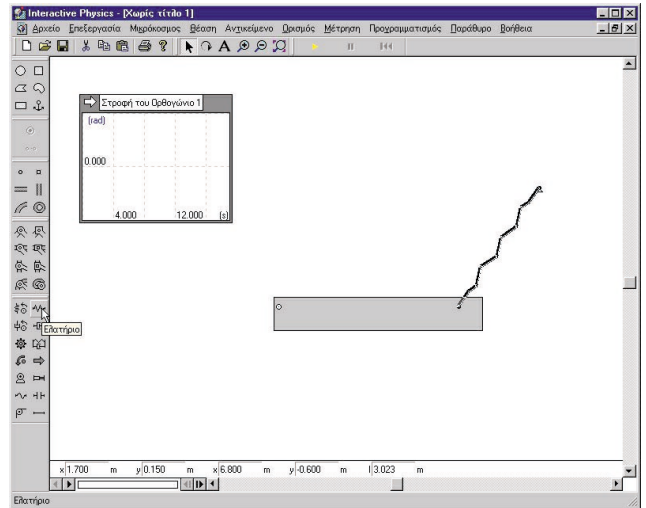 Interactive Physics - [Χωρίς τίτλο 1]
Αρχείο Επεξεργασία Μικρόκοσμος Θέαση Αντικείμενο Ορισμός Μέτρηση Προγραμματισμός Παράθυρο Βοήθεια
Στροφή του Ορθογώνιο 1
(rad)
0.000
4.000 12.000 (s)
Ελατήριο
x 1.700 m y 0.150 m x 6.800 m y -0.600 m l 3.023 m
Ελατήριο